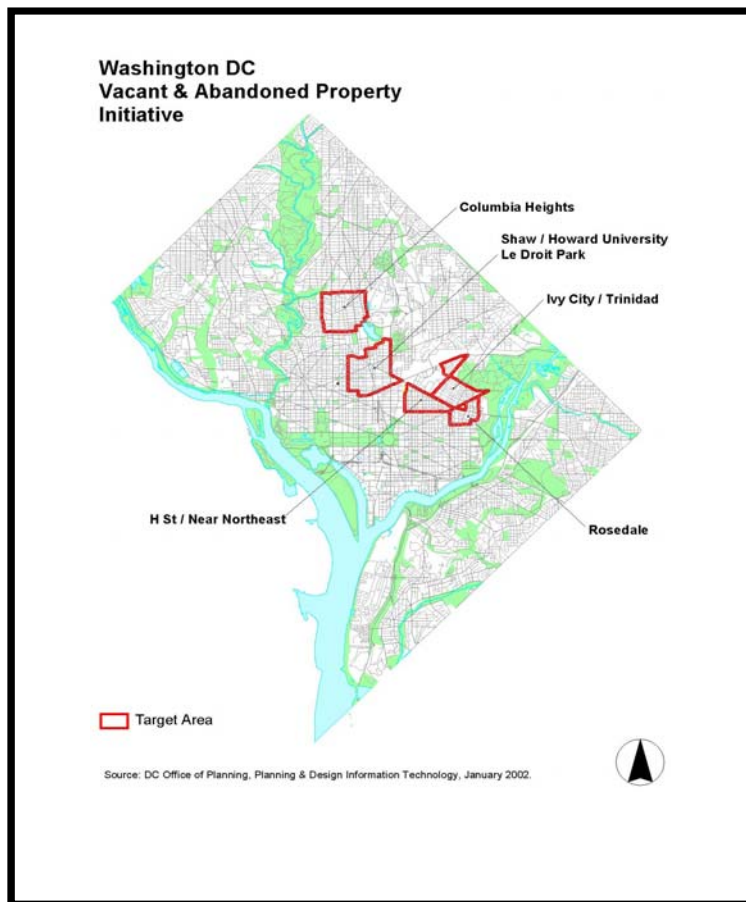 Washington DC
Vacant & Abandoned Property
Initiative
Columbia Heights
Shaw / Howard University
Le Droit Park
Ivy City / Trinidad
H St / Near Northeast
Rosedale
Target Area
Source: DC Office of Planning, Planning & Design Information Technology, January 2002.